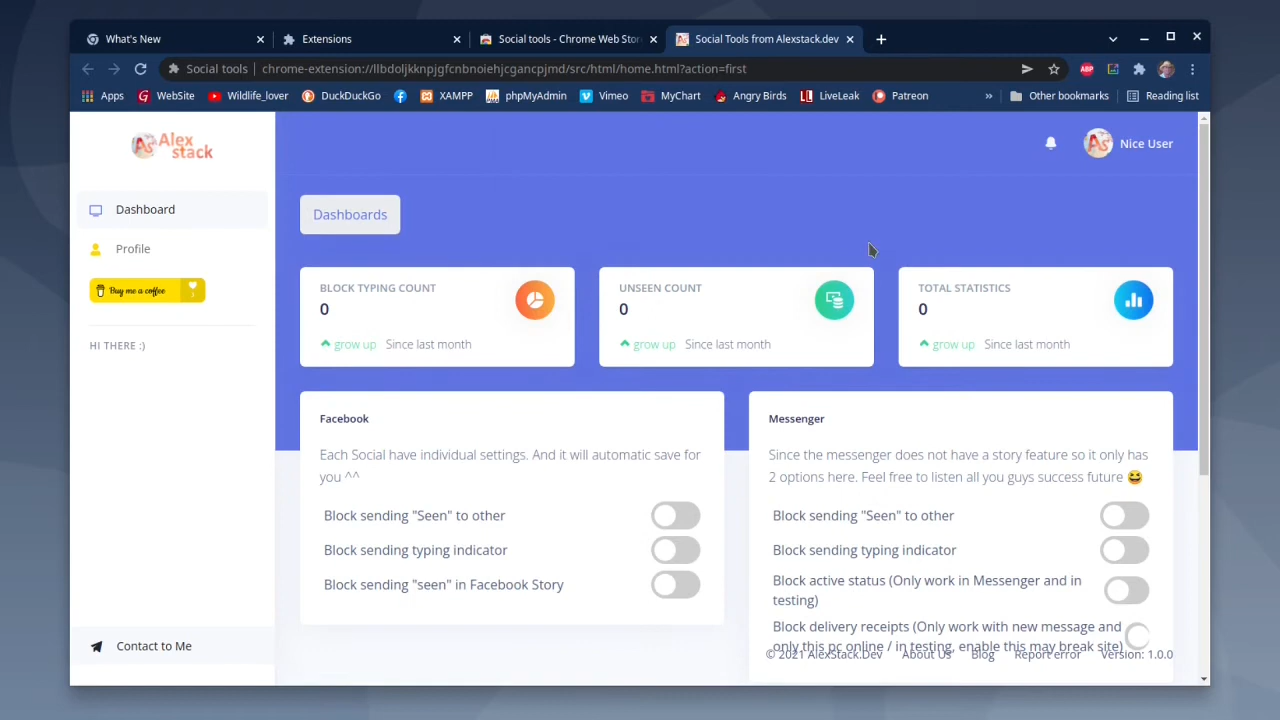 What's New
Extensions
Social tools - Chrome Web Stor
Social Tools from Alexstack.dev
Social tools
chrome-extension://llbdoljkknpjgfcnbnoiehjcgancpjmd/src/html/home.html?action=first
ABP
Apps
WebSite
Wildlife_lover
DuckDuckGo
XAMPP
phpMyAdmin
Vimeo
MyChart
Angry Birds
LiveLeak
Patreon
»
Other bookmarks
Reading list
Alex
stack
Nice User
Dashboard
Profile
Buy me a coffee
HI THERE :)
Contact to Me
Dashboards
BLOCK TYPING COUNT
0
grow up Since last month
UNSEEN COUNT
0
grow up Since last month
TOTAL STATISTICS
0
grow up Since last month
Facebook
Each Social have individual settings. And it will automatic save for
you ^^
Block sending "Seen" to other
Block sending typing indicator
Block sending "seen" in Facebook Story
Messenger
Since the messenger does not have a story feature so it only has
2 options here. Feel free to listen all you guys success future 😆
Block sending "Seen" to other
Block sending typing indicator
Block active status (Only work in Messenger and in
testing)
Block delivery receipts (Only work with new message and
only this pc online / in testing, enable this may break site)
© 2021 AlexStack.Dev About US Blog Report error Version: 1.0.0